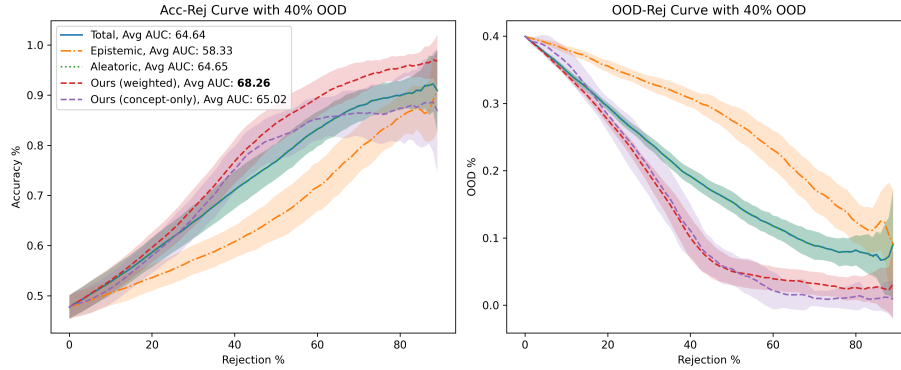 Acc-Rej Curve with 40% OOD
Accuracy %
1.0
0.9
0.8
0.7
0.6
0.5
Total, Avg AUC: 64.64
Epistemic, Avg AUC: 58.33
Aleatoric, Avg AUC: 64.65
Ours (weighted), Avg AUC: 68.26
Ours (concept-only), Avg AUC: 65.02
0 20 40 60 80
Rejection %
OOD-Rej Curve with 40% OOD
OOD %
0.4
0.3
0.2
0.1
0.0
0 20 40 60 80
Rejection %